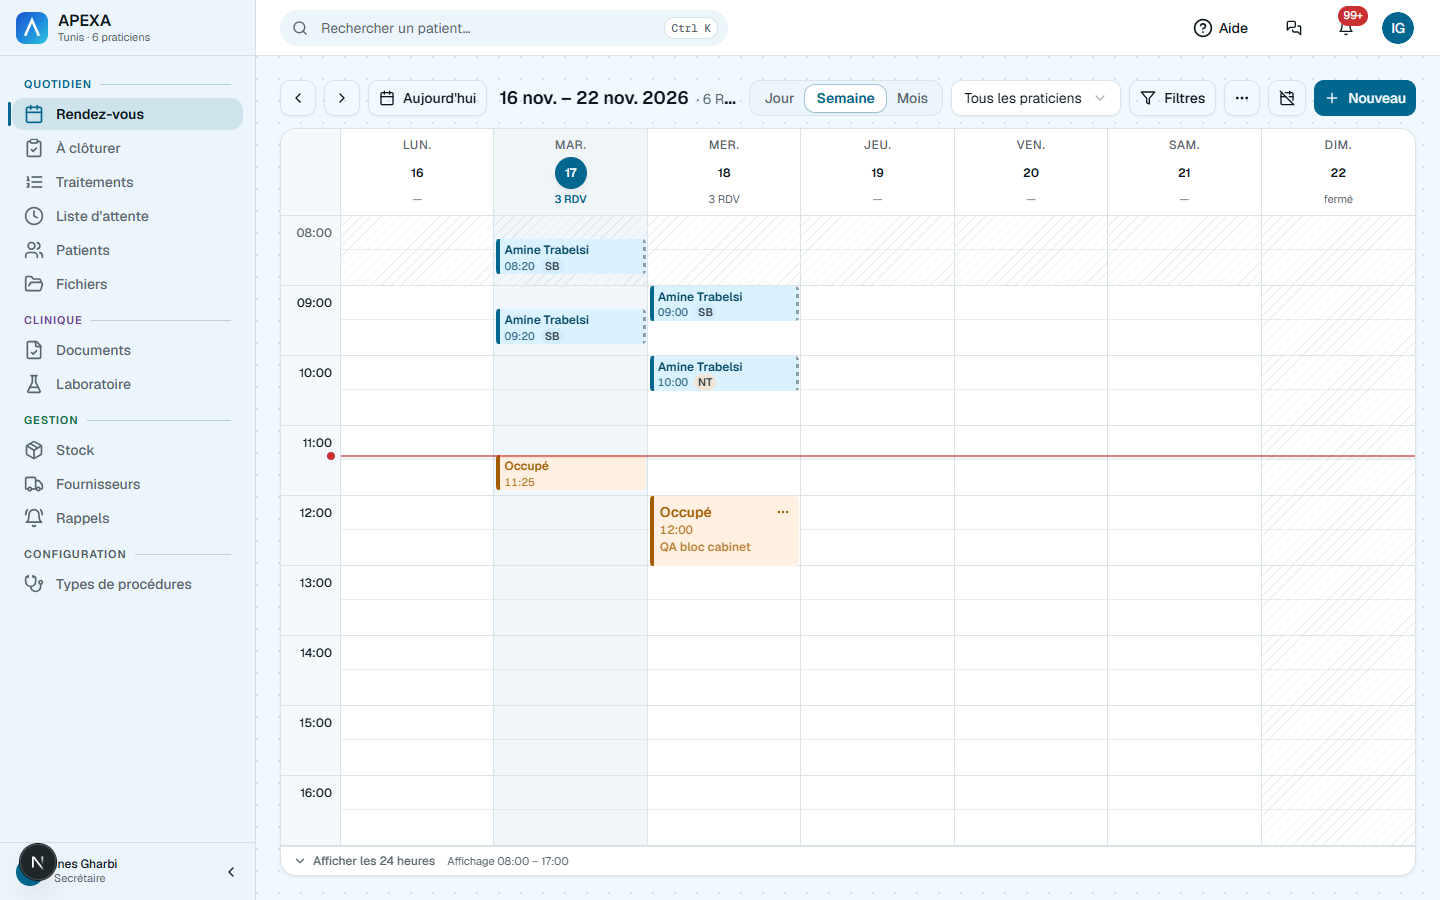 APEXA
Tunis · 6 praticiens
Rechercher un patient…
Ctrl K
Aide
99+
IG
QUOTIDIEN
Rendez-vous
À clôturer
Traitements
Liste d'attente
Patients
Fichiers
CLINIQUE
Documents
Laboratoire
GESTION
Stock
Fournisseurs
Rappels
CONFIGURATION
Types de procédures
N
nes Gharbi
Secrétaire
Aujourd'hui
16 nov. – 22 nov. 2026 · 6 R...
Jour
Semaine
Mois
Tous les praticiens
Filtres
Nouveau
LUN. MAR. MER. JEU. VEN. SAM. DIM.
16 17 18 19 20 21 22
— 3 RDV 3 RDV — — — fermé
08:00
Amine Trabelsi
08:20 SB
09:00
Amine Trabelsi
09:00 SB
Amine Trabelsi
09:20 SB
10:00
Amine Trabelsi
10:00 NT
11:00
Occupé
11:25
12:00
Occupé
12:00
QA bloc cabinet
13:00
14:00
15:00
16:00
Afficher les 24 heures Affichage 08:00 – 17:00